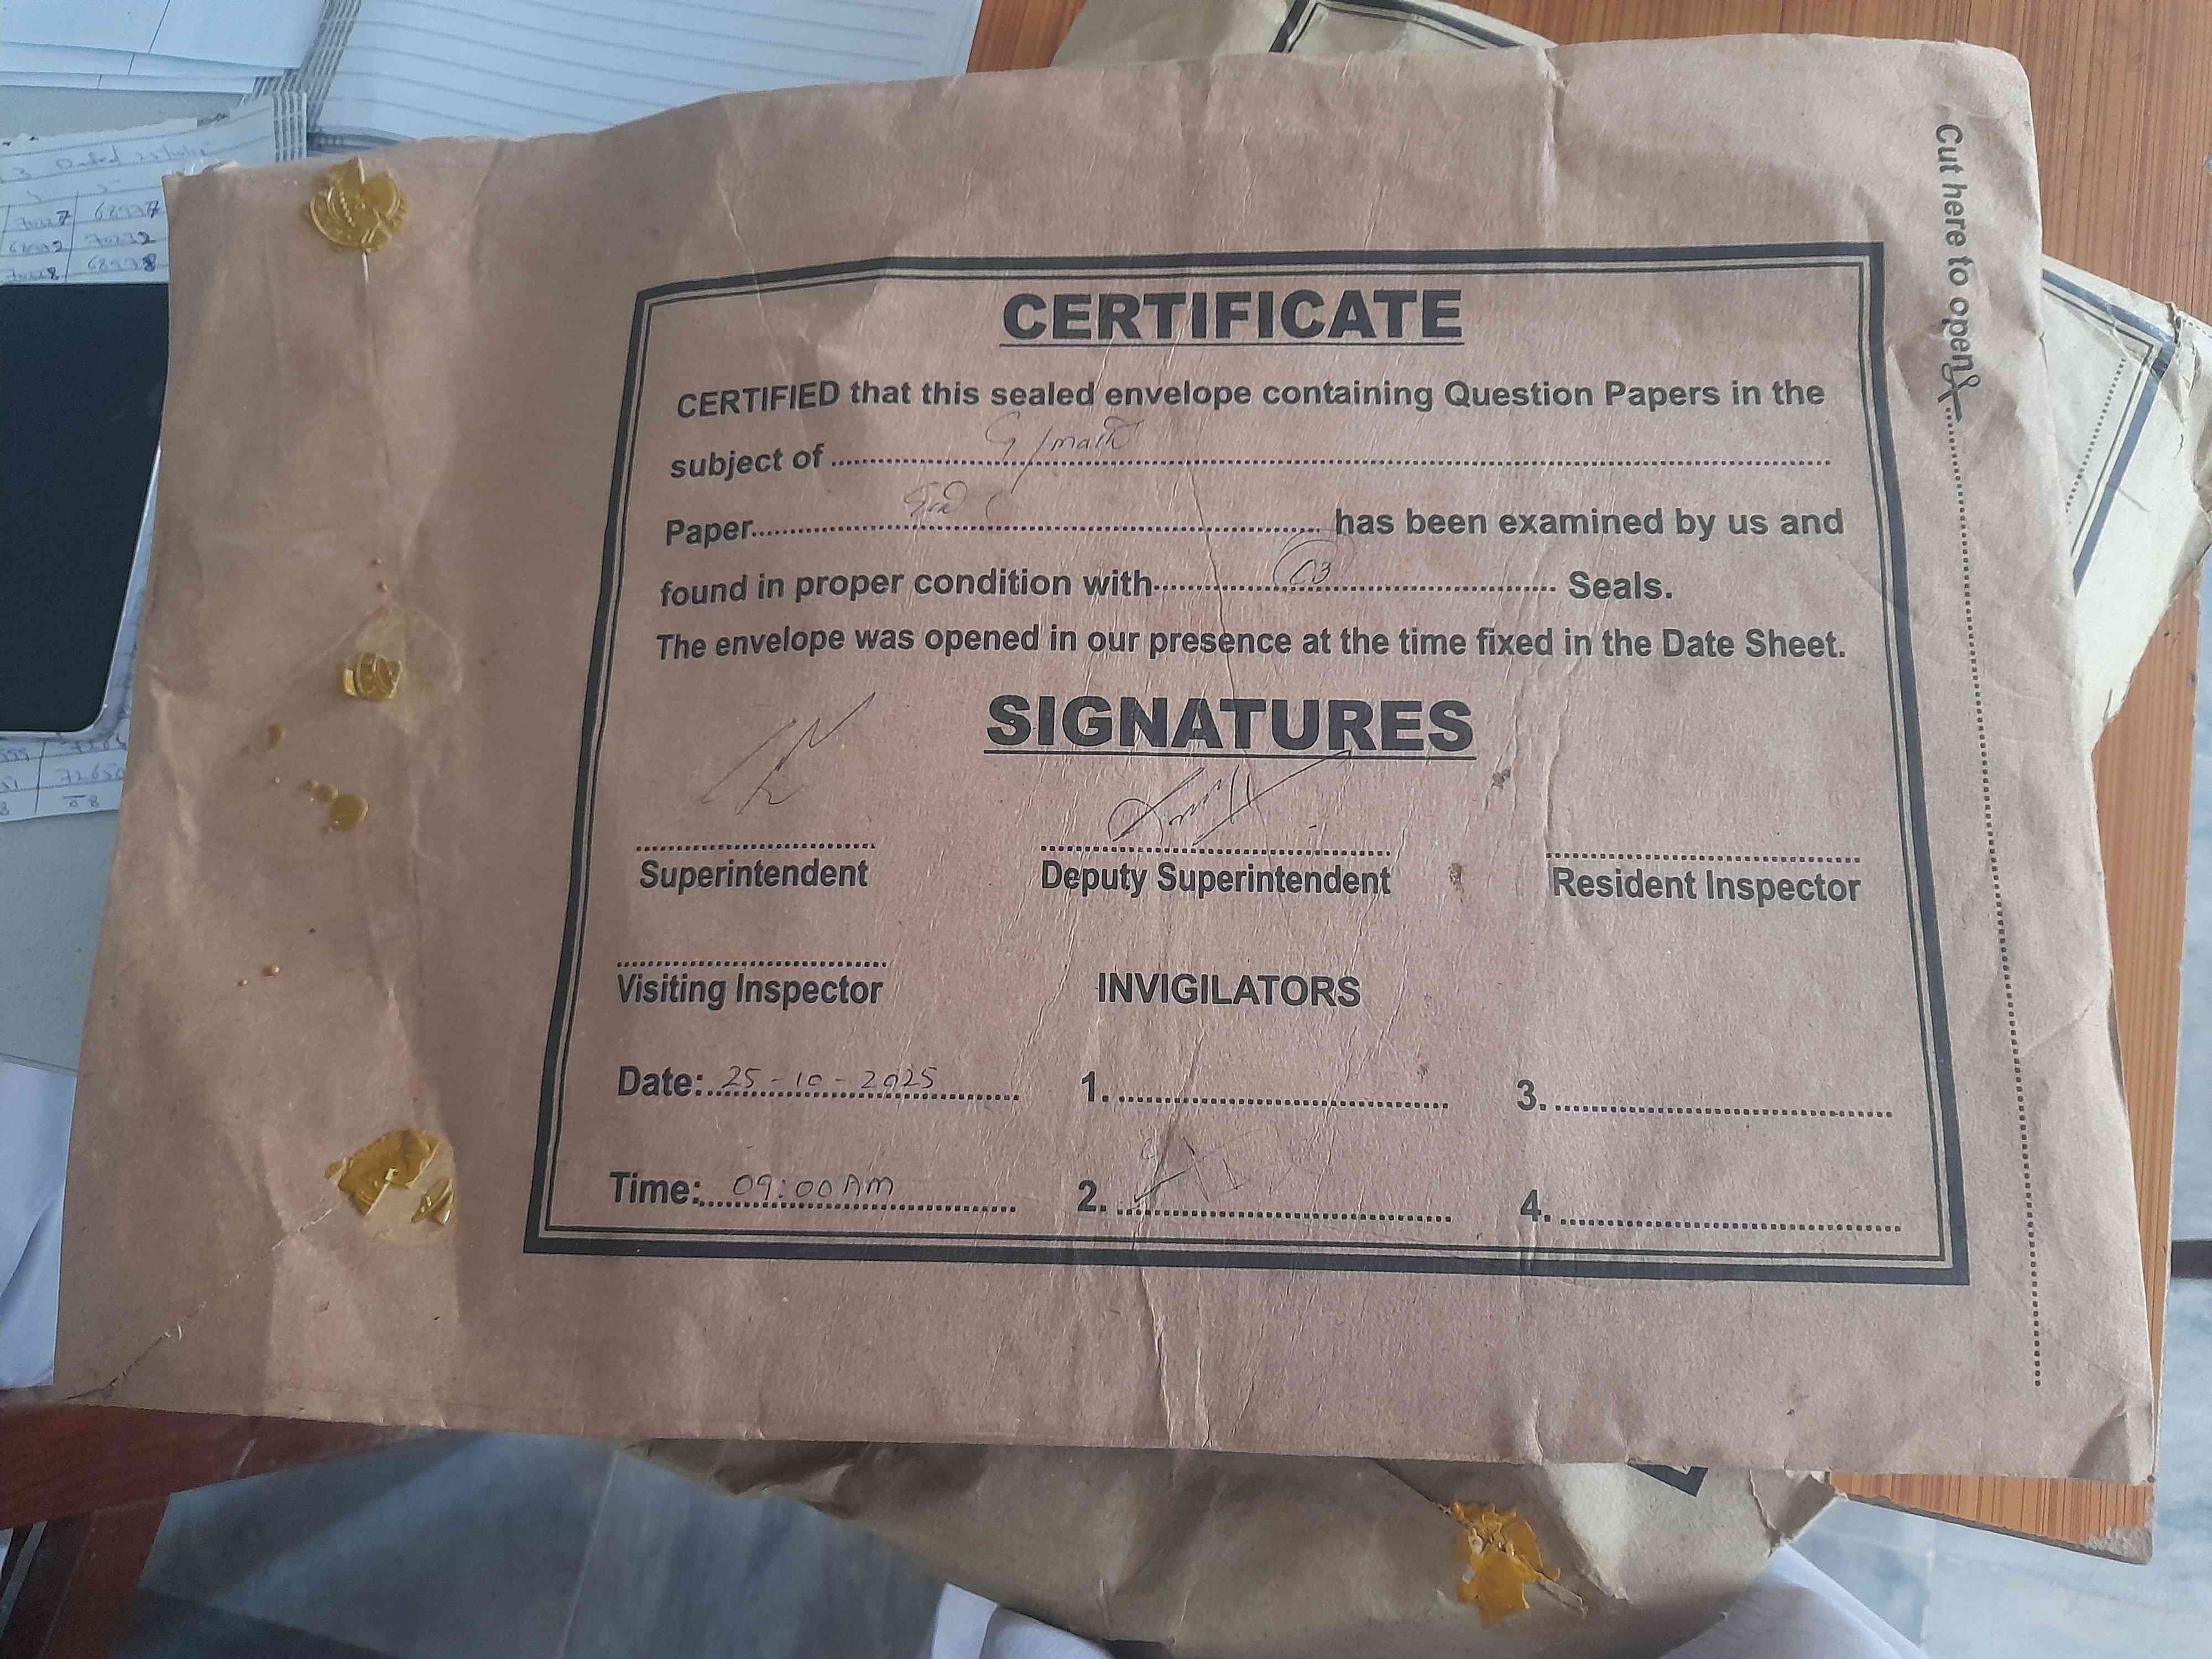 CERTIFICATE
CERTIFIED that this sealed envelope containing Question Papers in the
subject of G/math
Paper has been examined by us and
found in proper condition with 03 Seals.
The envelope was opened in our presence at the time fixed in the Date Sheet.
SIGNATURES
Superintendent Deputy Superintendent Resident Inspector
Visiting Inspector INVIGILATORS
Date: 25-10-2025 1. 3.
Time: 09:00 AM 2. 4.
Cut here to open
68978